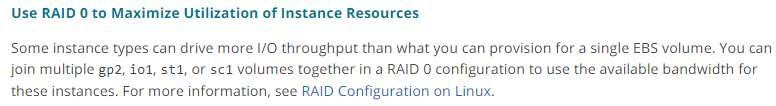 Use RAID 0 to Maximize Utilization of Instance Resources
Some instance types can drive more I/O throughput than what you can provision for a single EBS volume. You can
join multiple gp2, io1, st1, or sc1 volumes together in a RAID 0 configuration to use the available bandwidth for
these instances. For more information, see RAID Configuration on Linux.